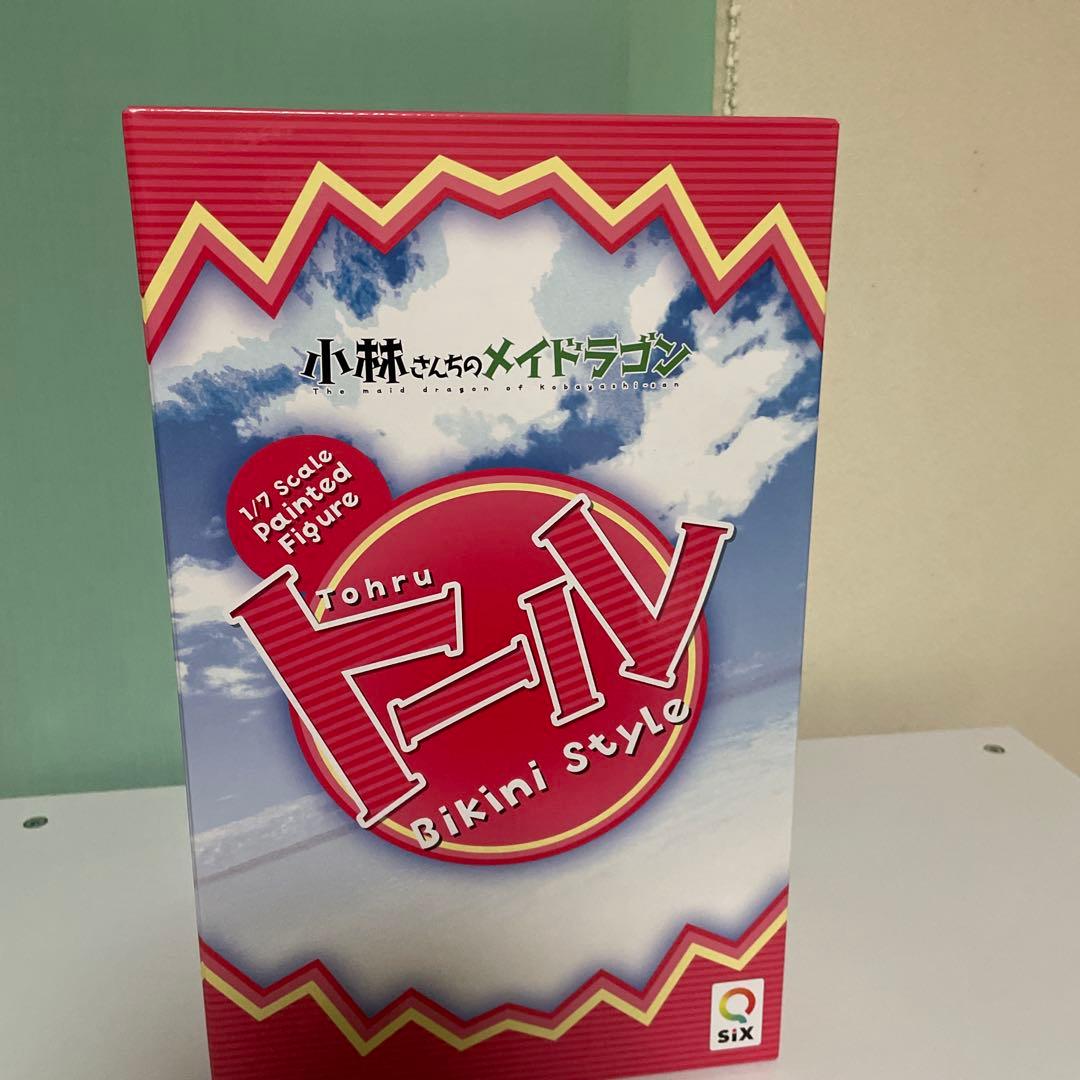 小林さんちのメイドラゴン
The maid dragon of Kobayashi-san
1/7 Scale
Painted
Figure
Tohru
トール
Bikini Style
Q
SiX